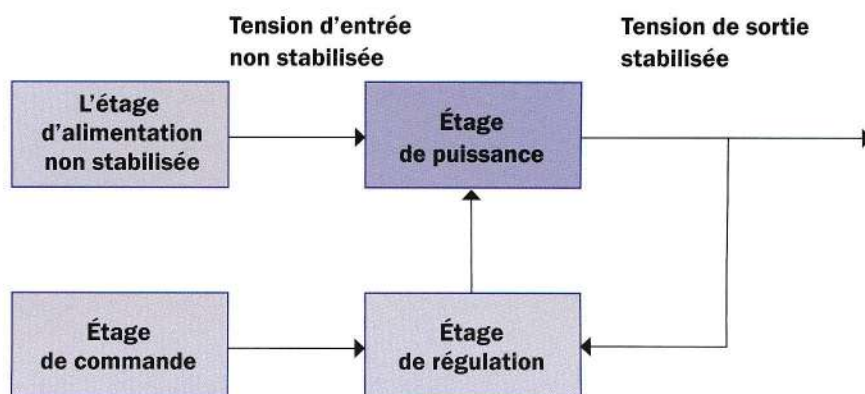 Tension d'entrée
non stabilisée
Tension de sortie
stabilisée
L'étage
d'alimentation
non stabilisée
Étage
de puissance
Étage
de commande
Étage
de régulation